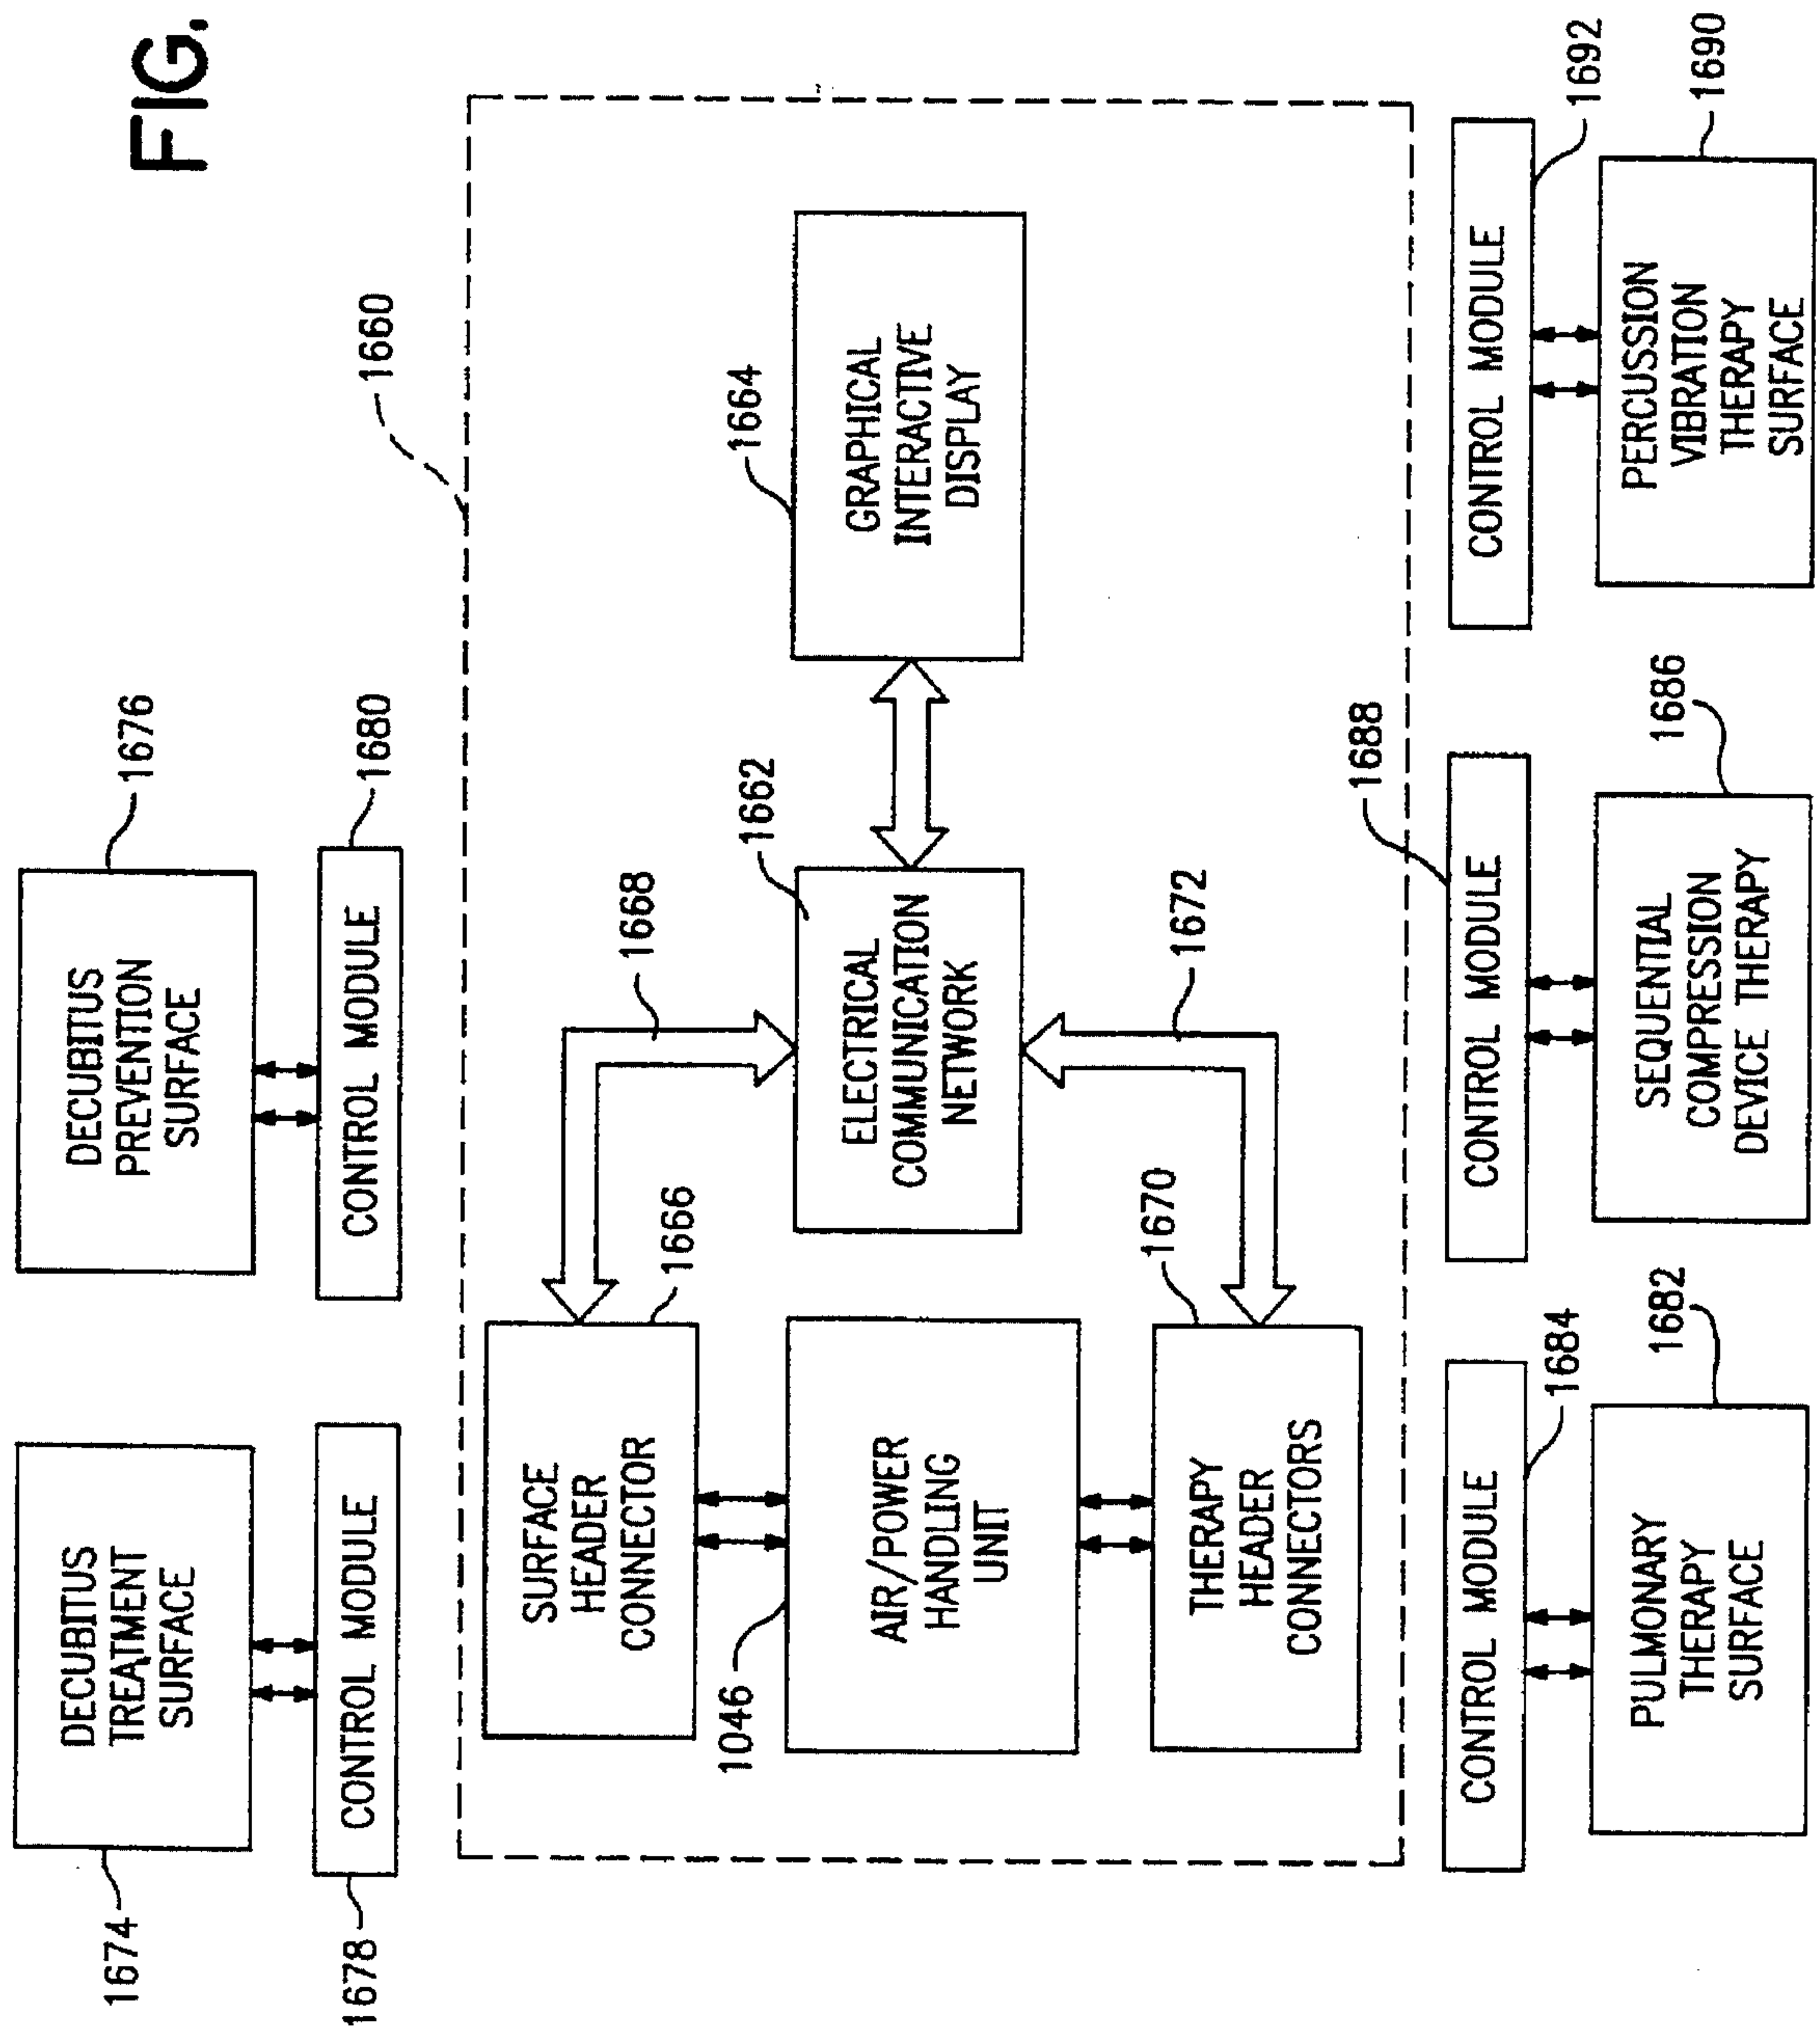 FIG.
1674
DECUBITUS
TREATMENT
SURFACE
DECUBITUS
PREVENTION
SURFACE
1676
1678
CONTROL MODULE
CONTROL MODULE
1680
1660
SURFACE
HEADER
CONNECTOR
1666
1668
1046
AIR/POWER
HANDLING
UNIT
ELECTRICAL
COMMUNICATION
NETWORK
1662
GRAPHICAL
INTERACTIVE
DISPLAY
1664
THERAPY
HEADER
CONNECTORS
1670
1672
CONTROL MODULE
1684
CONTROL MODULE
1688
CONTROL MODULE
1692
PULMONARY
THERAPY
SURFACE
1682
SEQUENTIAL
COMPRESSION
DEVICE THERAPY
1686
PERCUSSION
VIBRATION
THERAPY
SURFACE
1690